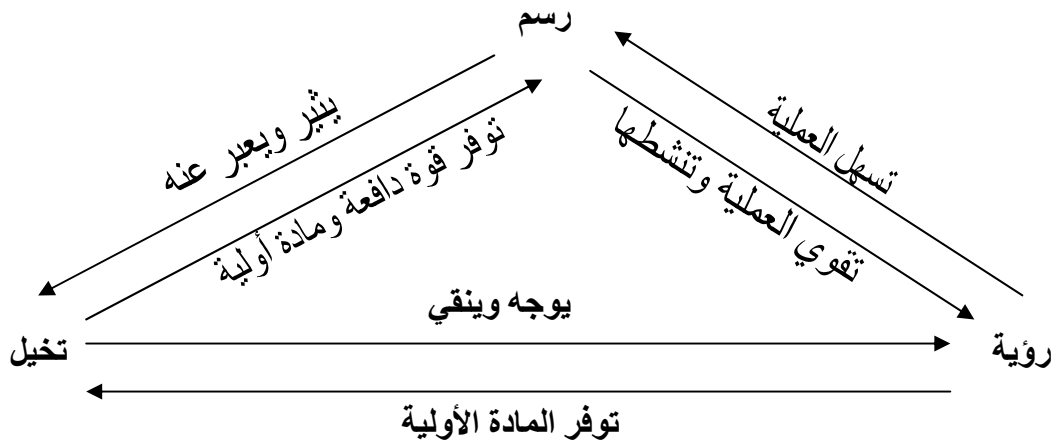 رسم
يثير ويعبر عنه
توفر قوة دافعة ومادة أولية
تسهل العملية
تقوي العملية وتنشطها
يوجه وينقي
رؤية
تخيل
توفر المادة الأولية